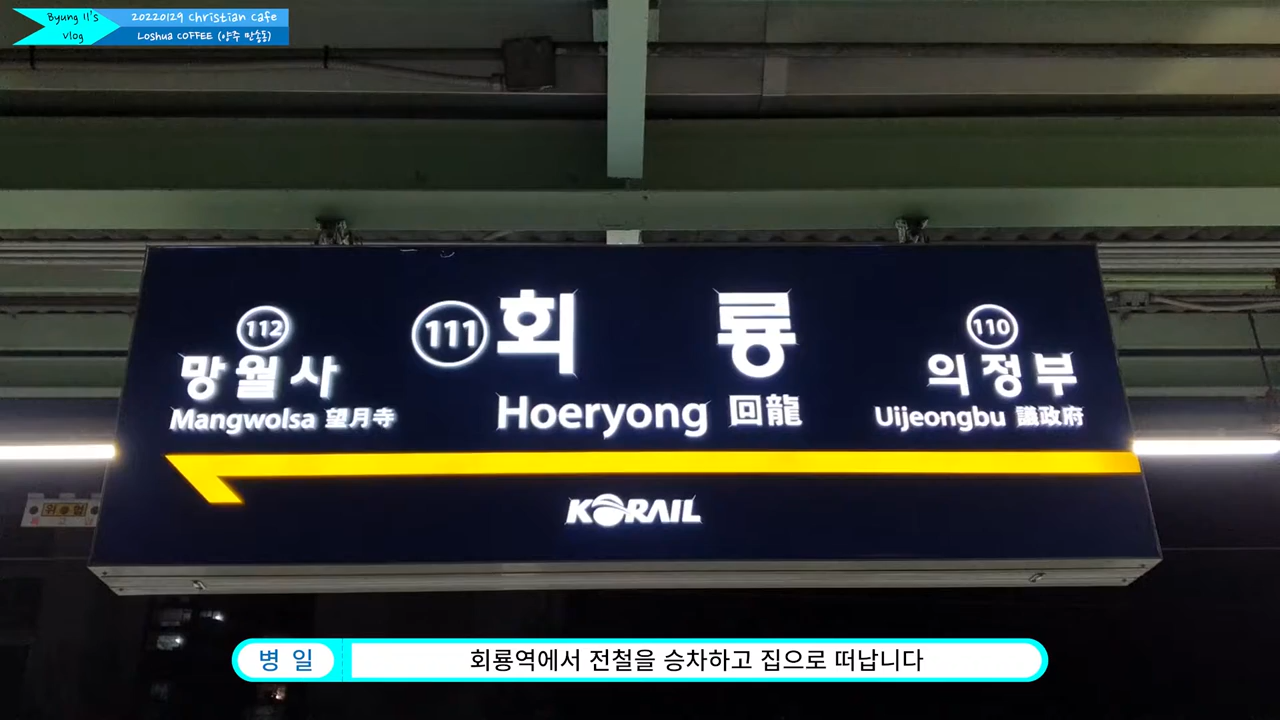 Byung Il's
vlog
20220129 Christian Cafe
Loshua COFFEE (양주 만송동)
112
망월사
Mangwolsa 望月寺
111 회룡
Hoeryong 回龍
110
의정부
Uijeongbu 議政府
KORAIL
위험
병 일
회룡역에서 전철을 승차하고 집으로 떠납니다